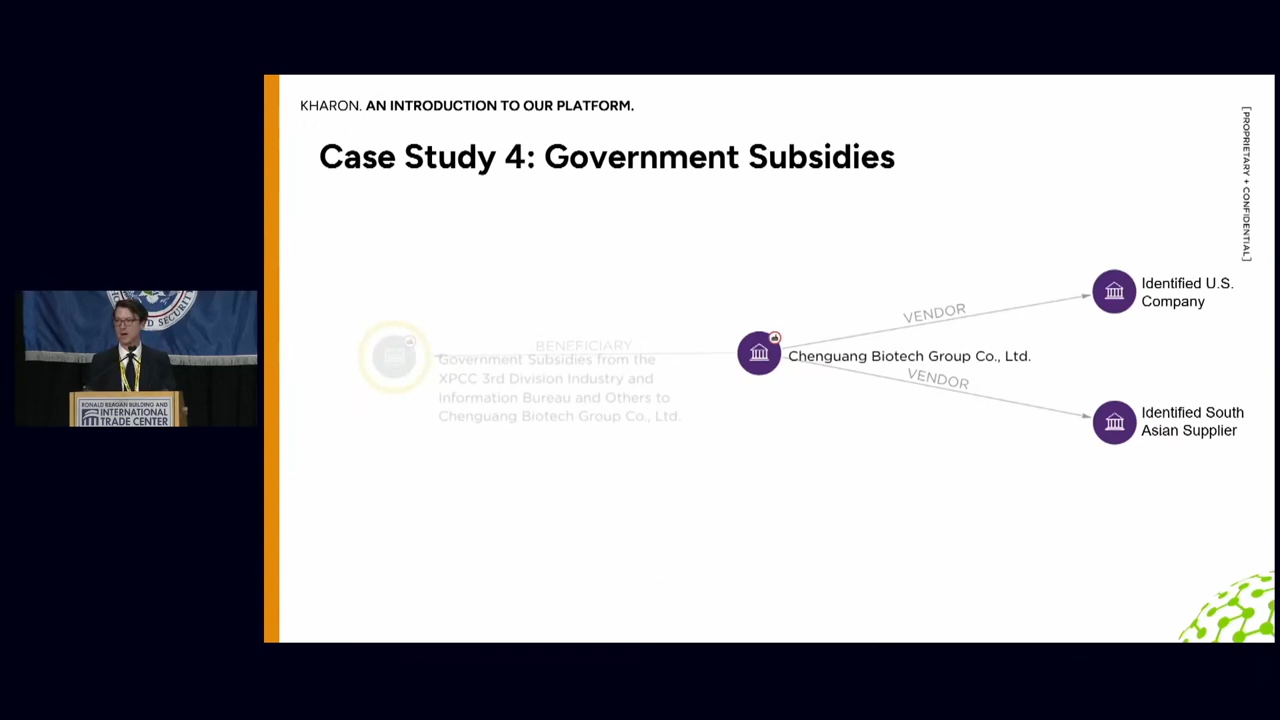 KHARON. AN INTRODUCTION TO OUR PLATFORM.
[PROPRIETARY + CONFIDENTIAL]
Case Study 4: Government Subsidies
Identified U.S.
Company
VENDOR
BENEFICIARY
Government Subsidies from the
XPCC 3rd Division Industry and
Information Bureau and Others to
Chenguang Biotech Group Co., Ltd.
Chenguang Biotech Group Co., Ltd.
VENDOR
Identified South
Asian Supplier
D SECURIT
RONALD REAGAN BUILDING AND
INTERNATIONAL
TRADE CENTER